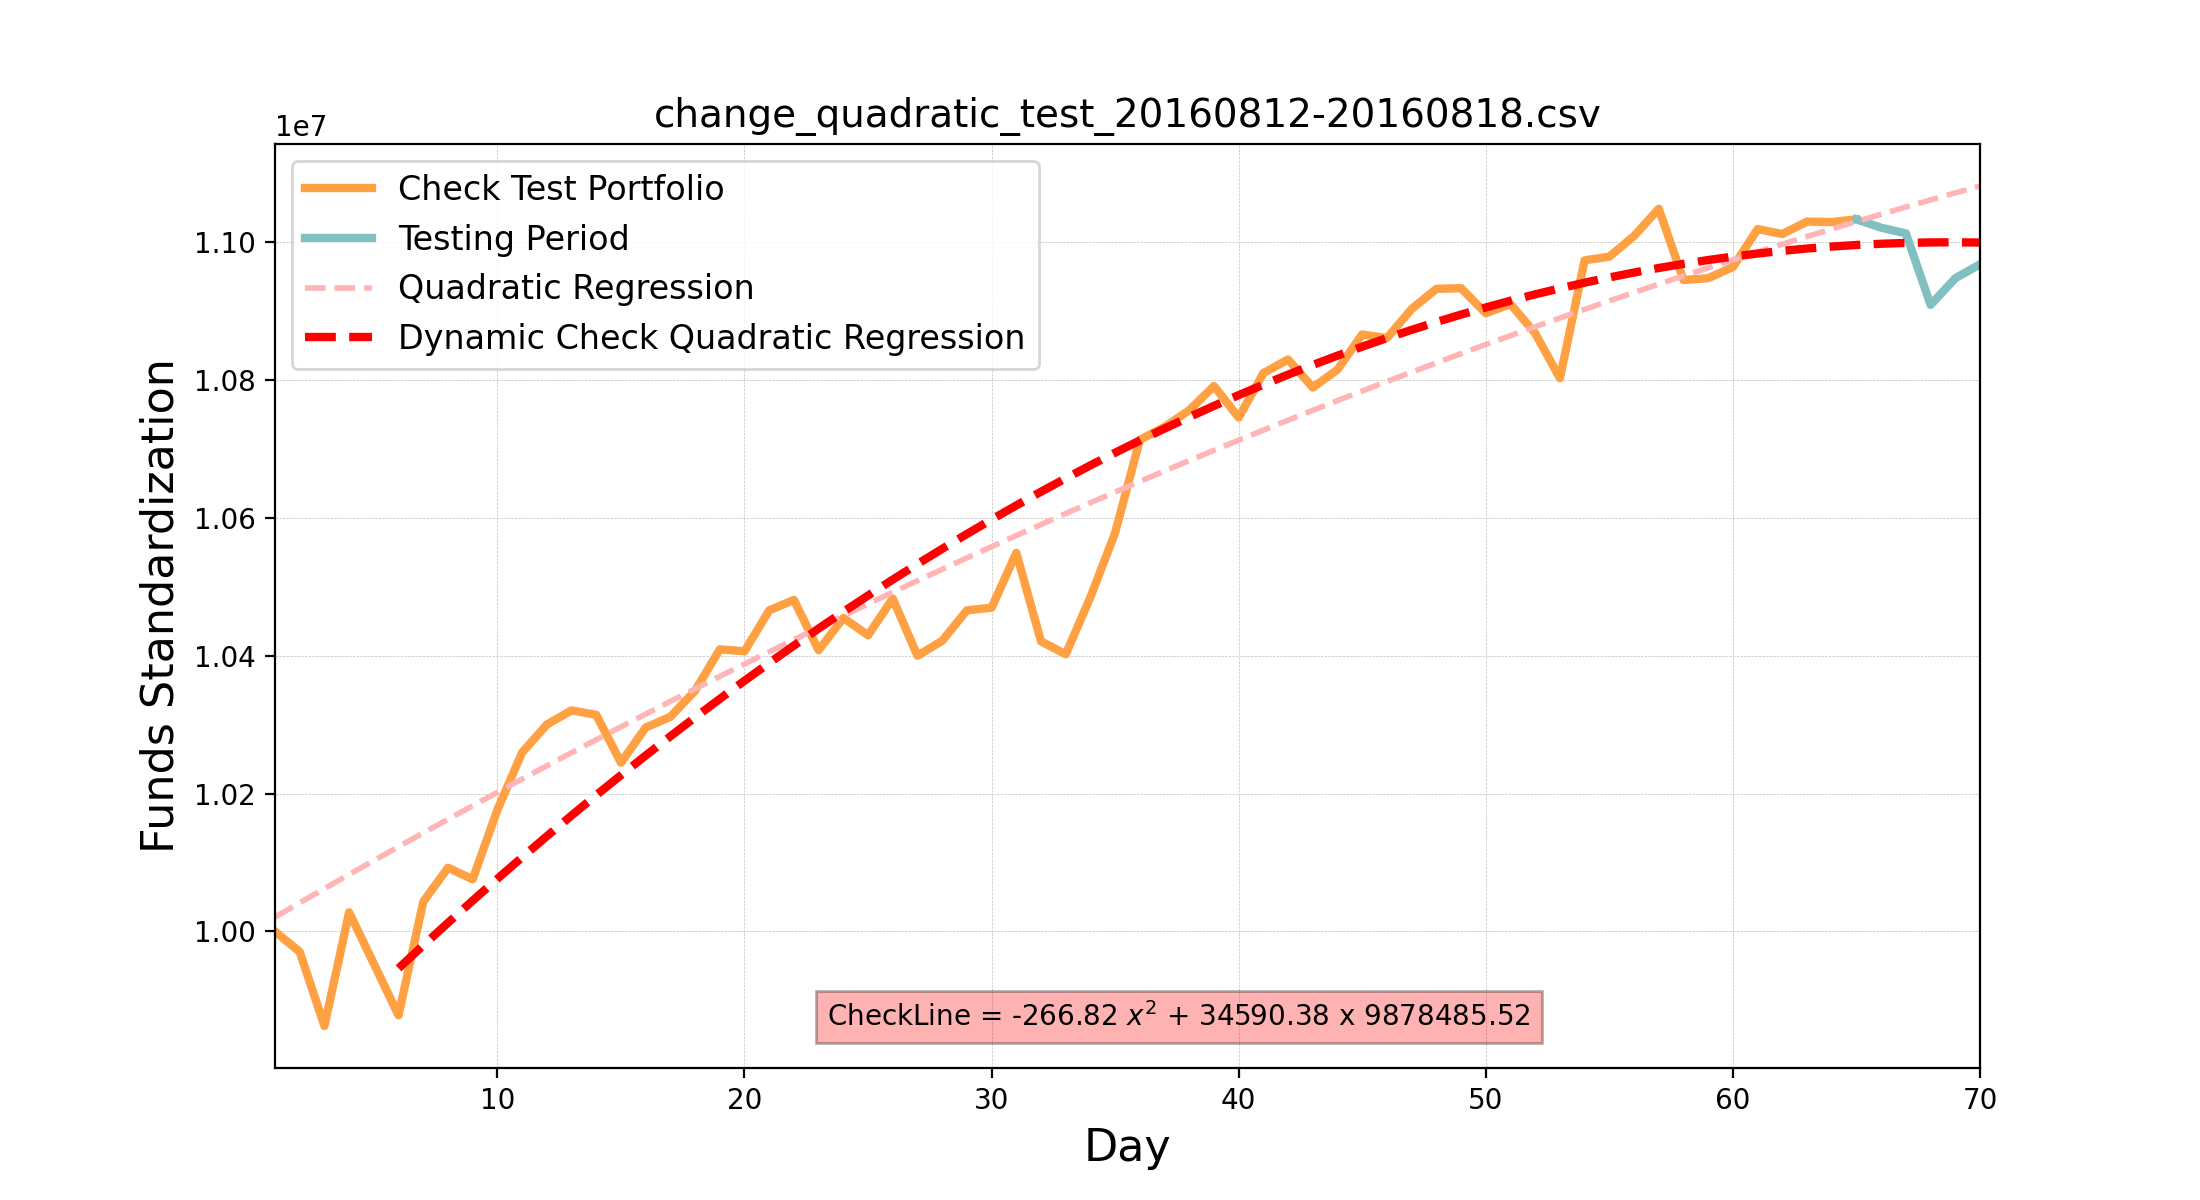 change_quadratic_test_20160812-20160818.csv
1e7
Check Test Portfolio
Testing Period
Quadratic Regression
Dynamic Check Quadratic Regression
1.10
1.08
1.06
1.04
1.02
1.00
Funds Standardization
CheckLine = -266.82 x² + 34590.38 x 9878485.52
10 20 30 40 50 60 70
Day